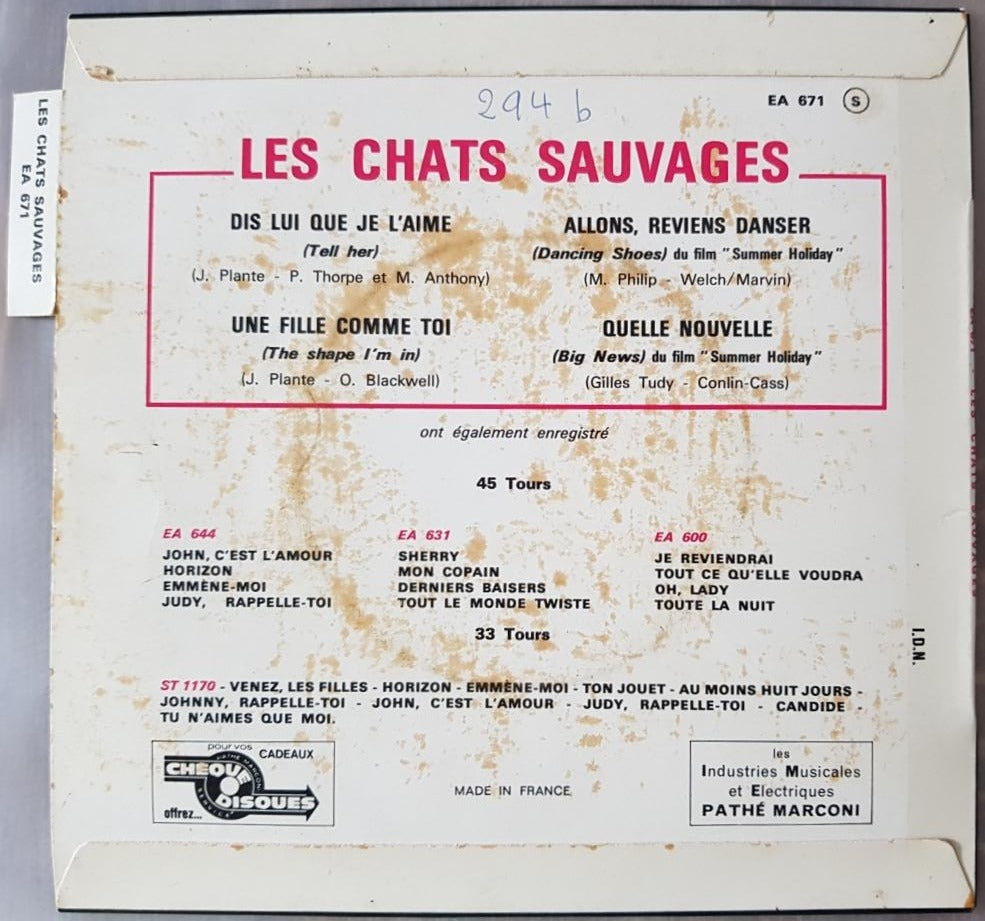 294 b
EA 671 S
LES CHATS SAUVAGES
EA 671
LES CHATS SAUVAGES
DIS LUI QUE JE L'AIME
(Tell her)
(J. Plante - P. Thorpe et M. Anthony)
ALLONS, REVIENS DANSER
(Dancing Shoes) du film "Summer Holiday"
(M. Philip - Welch/Marvin)
UNE FILLE COMME TOI
(The shape I'm in)
(J. Plante - O. Blackwell)
QUELLE NOUVELLE
(Big News) du film "Summer Holiday"
(Gilles Tudy - Conlin-Cass)
ont également enregistré
45 Tours
EA 644
JOHN, C'EST L'AMOUR
HORIZON
EMMÈNE-MOI
JUDY, RAPPELLE-TOI
EA 631
SHERRY
MON COPAIN
DERNIERS BAISERS
TOUT LE MONDE TWISTE
EA 600
JE REVIENDRAI
TOUT CE QU'ELLE VOUDRA
OH, LADY
TOUTE LA NUIT
33 Tours
I.D.N.
ST 1170 - VENEZ, LES FILLES - HORIZON - EMMÈNE-MOI - TON JOUET - AU MOINS HUIT JOURS -
JOHNNY, RAPPELLE-TOI - JOHN, C'EST L'AMOUR - JUDY, RAPPELLE-TOI - CANDIDE -
TU N'AIMES QUE MOI.
pour vos CADEAUX
PATHE MARCONI
CHEQUE
DISQUES
SERVICE
offrez...
MADE IN FRANCE
les
Industries Musicales
et Electriques
PATHÉ MARCONI